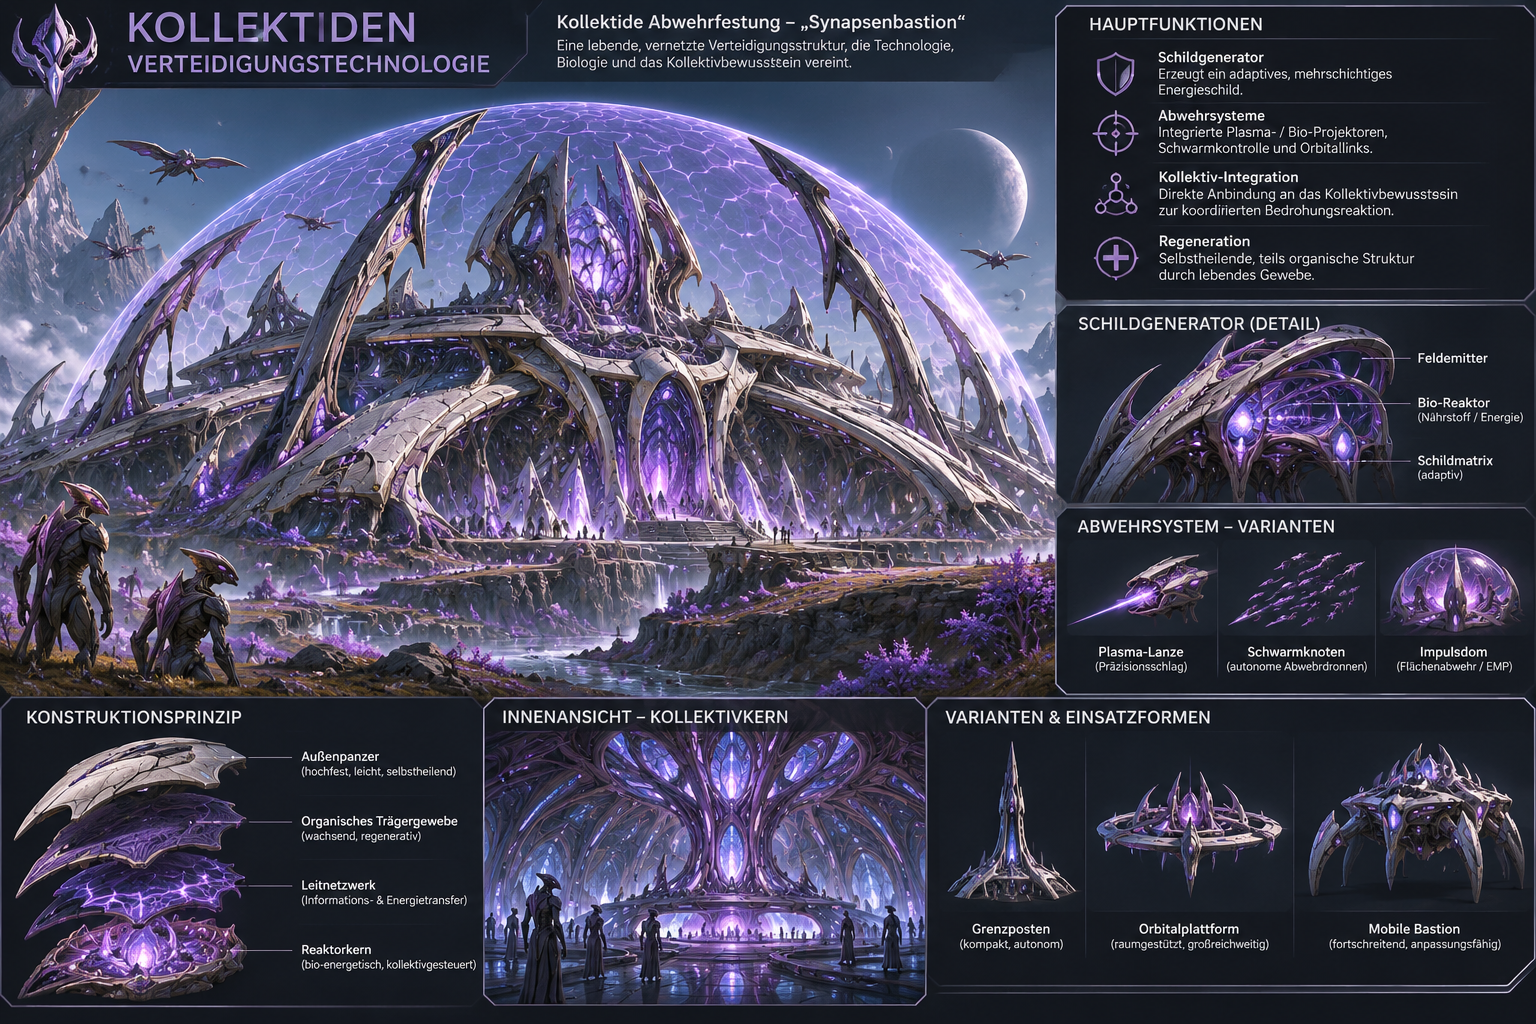 KOLLEKTIDEN
VERTEIDIGUNGSTECHNOLOGIE
Kollektide Abwehrfestung – „Synapsenbastion“
Eine lebende, vernetzte Verteidigungsstruktur, die Technologie,
Biologie und das Kollektivbewusstsein vereint.
HAUPTFUNKTIONEN
Schildgenerator
Erzeugt ein adaptives, mehrschichtiges
Energieschild.
Abwehrsysteme
Integrierte Plasma- / Bio-Projektoren,
Schwarmkontrolle und Orbitallinks.
Kollektiv-Integration
Direkte Anbindung an das Kollektivbewusstsein
zur koordinierten Bedrohungsreaktion.
Regeneration
Selbstheilende, teils organische Struktur
durch lebendes Gewebe.
SCHILDGENERATOR (DETAIL)
Feldemitter
Bio-Reaktor
(Nährstoff / Energie)
Schildmatrix
(adaptiv)
ABWEHRSYSTEM – VARIANTEN
Plasma-Lanze
(Präzisionsschlag)
Schwarmknoten
(autonome Abwebrdronnen)
Impulsdom
(Flächenabwehr / EMP)
KONSTRUKTIONSPRINZIP
Außenpanzer
(hochfest, leicht, selbstheilend)
Organisches Trägergewebe
(wachsend, regenerativ)
Leitnetzwerk
(Informations- & Energietransfer)
Reaktorkern
(bio-energetisch, kollektivgesteuert)
INNENANSICHT – KOLLEKTIVKERN
VARIANTEN & EINSATZFORMEN
Grenzposten
(kompakt, autonom)
Orbitalplattform
(raumgestützt, großreichweitig)
Mobile Bastion
(fortschreitend, anpassungsfähig)